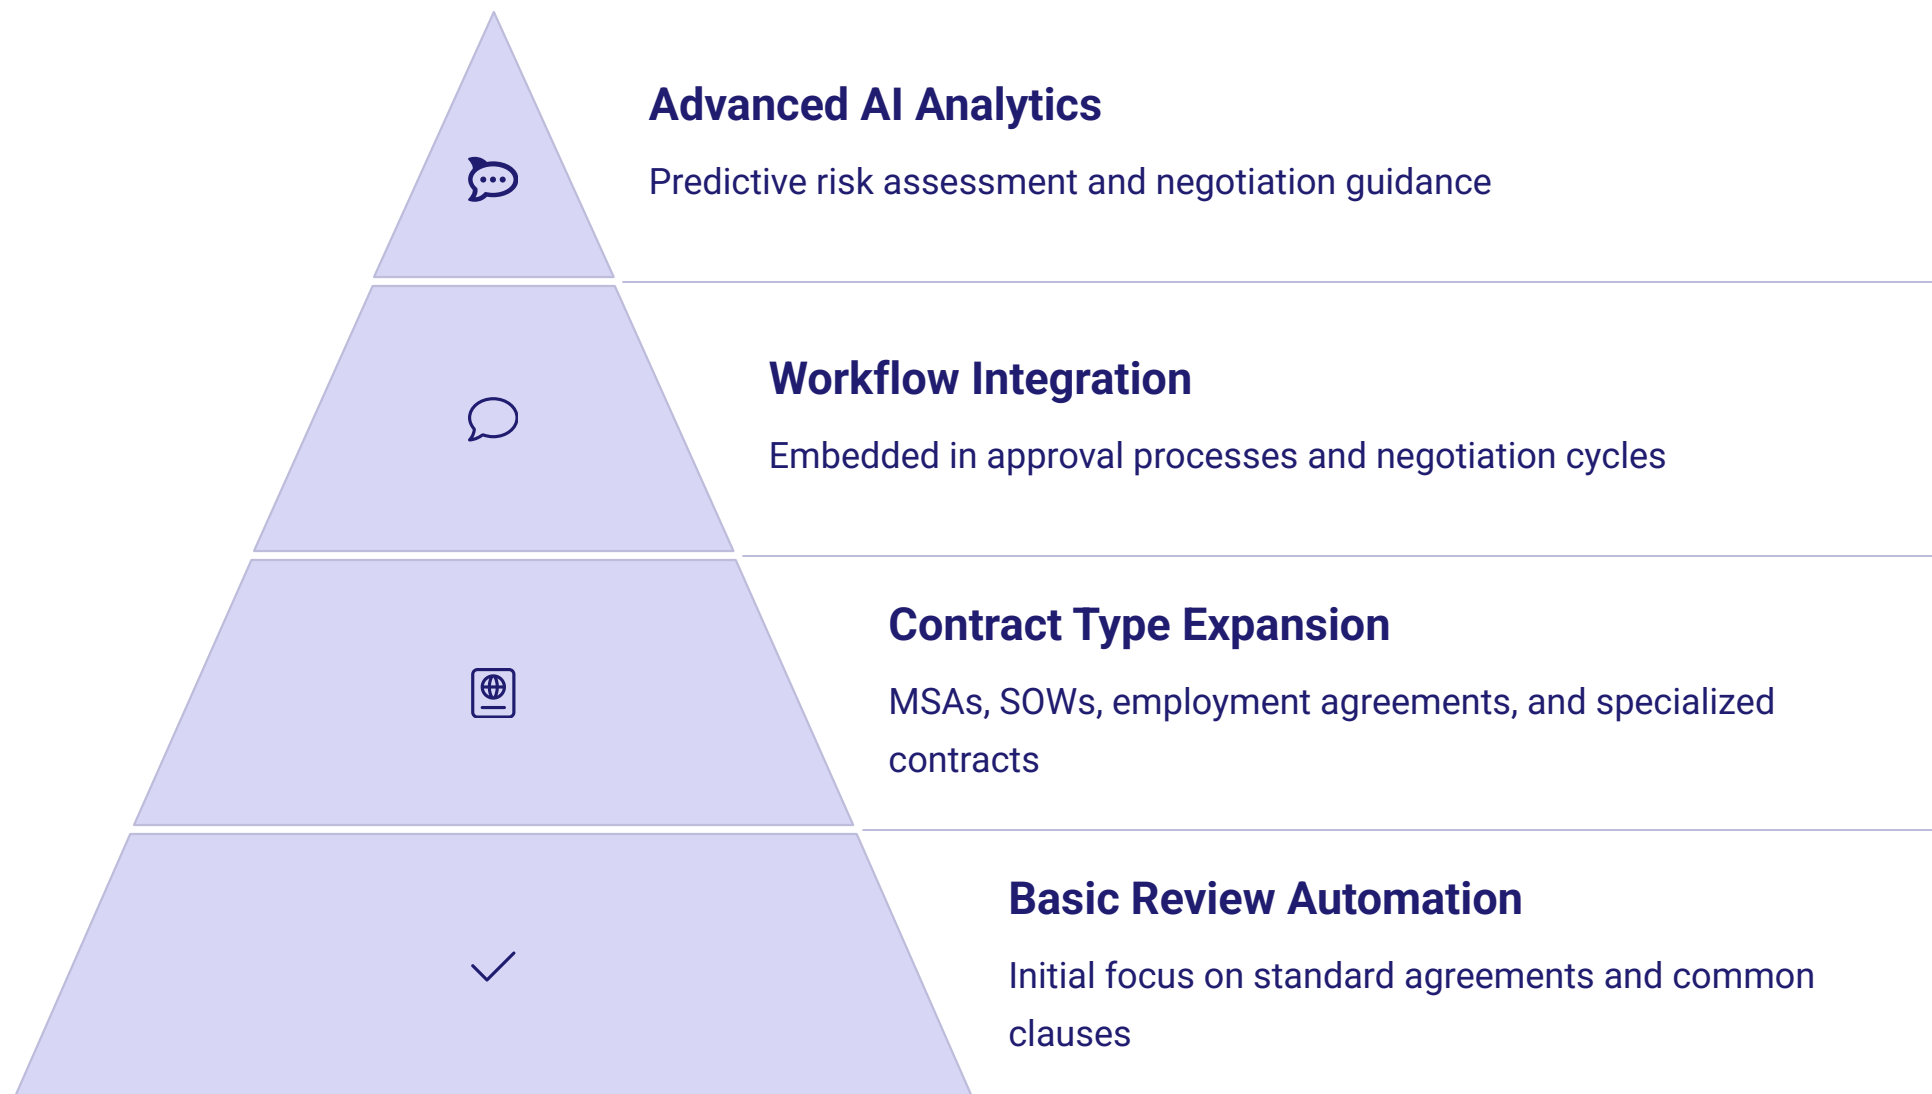 Advanced AI Analytics
Predictive risk assessment and negotiation guidance
Workflow Integration
Embedded in approval processes and negotiation cycles
Contract Type Expansion
MSAs, SOWs, employment agreements, and specialized
contracts
Basic Review Automation
Initial focus on standard agreements and common
clauses